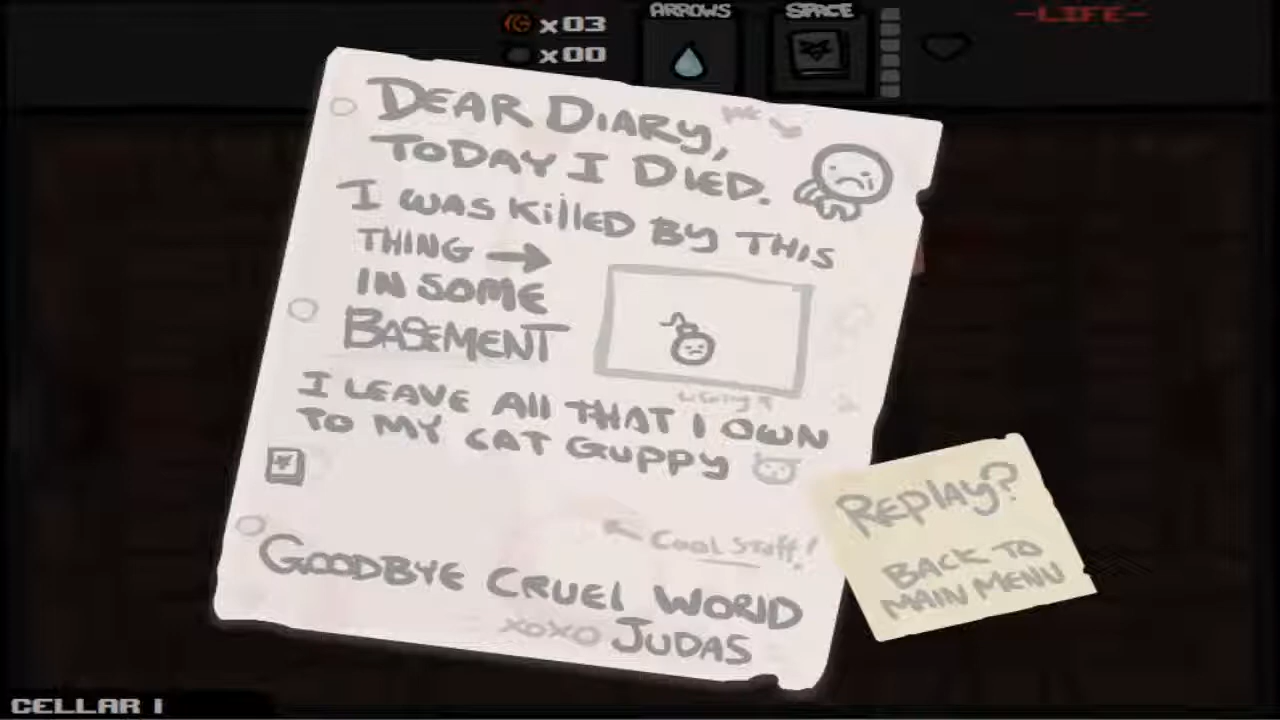 x03
x00
ARROWS
SPACE
-LIFE-
DEAR DIARY,
TODAY I DIED.
I WAS KillED BY THIS
THING
IN SOME
BASEMENT
I LEAVE All THAT I OWN
TO MY CAT GUPPY
COOL STUFF!
GOODBYE CRUEl WORlD
XOXO JUDAS
REPlAY?
BACK TO
MAIN MENU
CELLAR I